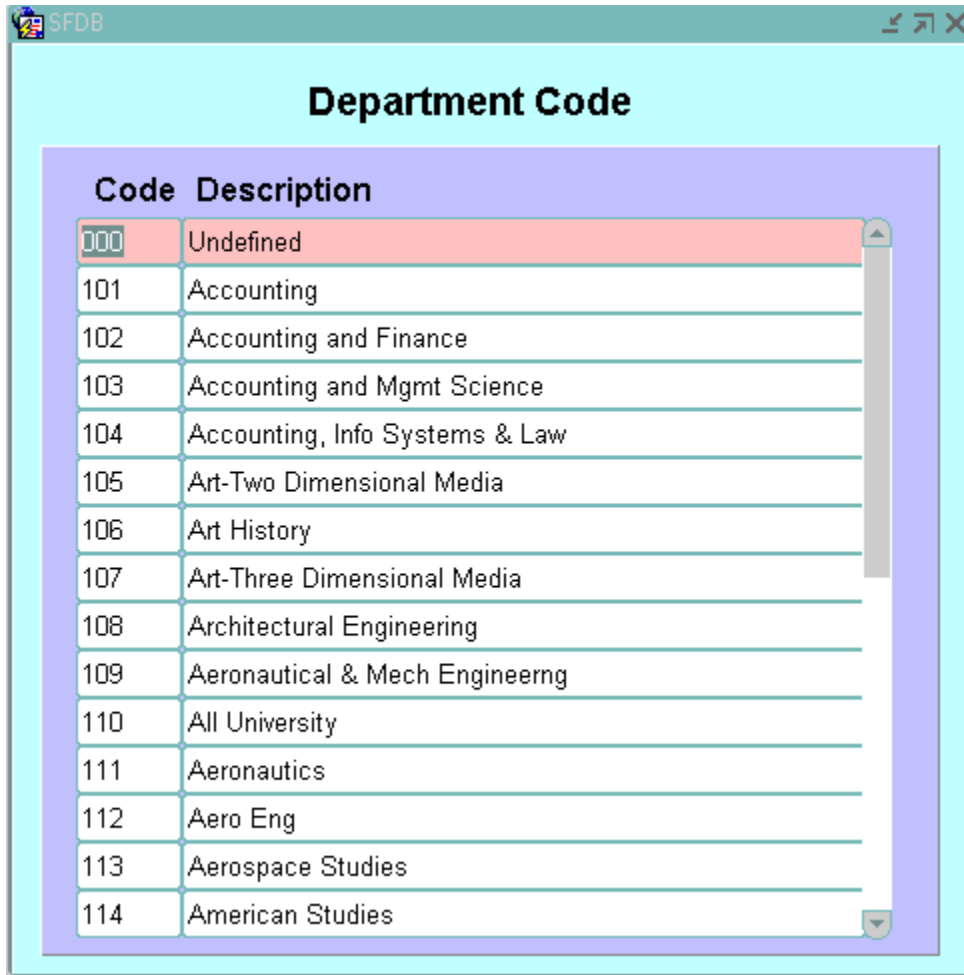 SFDB
Department Code
Code Description
000 Undefined
101 Accounting
102 Accounting and Finance
103 Accounting and Mgmt Science
104 Accounting, Info Systems & Law
105 Art-Two Dimensional Media
106 Art History
107 Art-Three Dimensional Media
108 Architectural Engineering
109 Aeronautical & Mech Engineerng
110 All University
111 Aeronautics
112 Aero Eng
113 Aerospace Studies
114 American Studies